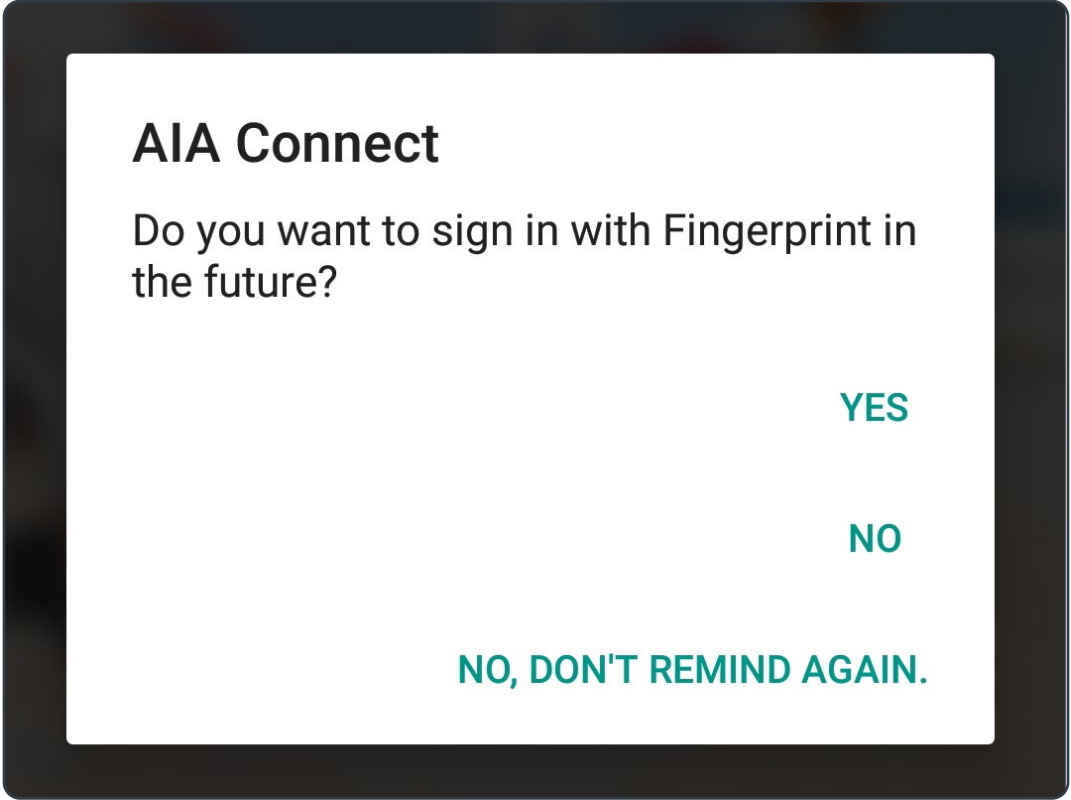 AIA Connect
Do you want to sign in with Fingerprint in
the future?
YES
NO
NO, DON'T REMIND AGAIN.